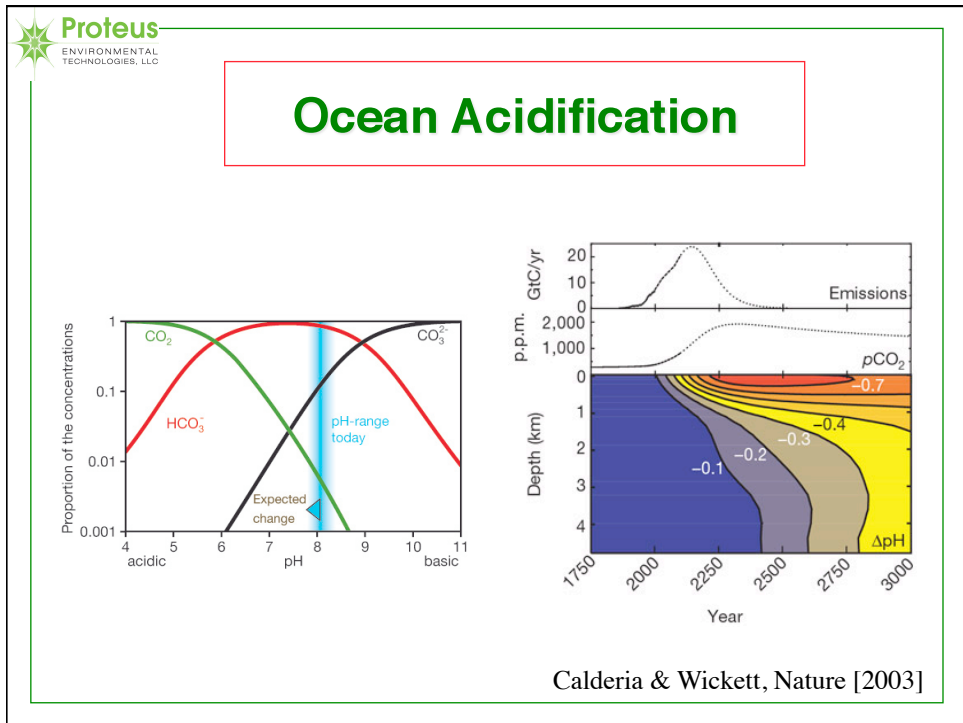 Proteus
ENVIRONMENTAL
TECHNOLOGIES, LLC
Ocean Acidification
Proportion of the concentrations
1
0.1
0.01
0.001
CO₂
HCO₃⁻
CO₃²⁻
pH-range
today
Expected
change
4 5 6 7 8 9 10 11
acidic pH basic
GtC/yr
20
10
0
Emissions
p.p.m.
2,000
1,000
pCO₂
Depth (km)
0
1
2
3
4
−0.7
−0.4
−0.3
−0.2
−0.1
ΔpH
1750 2000 2250 2500 2750 3000
Year
Calderia & Wickett, Nature [2003]